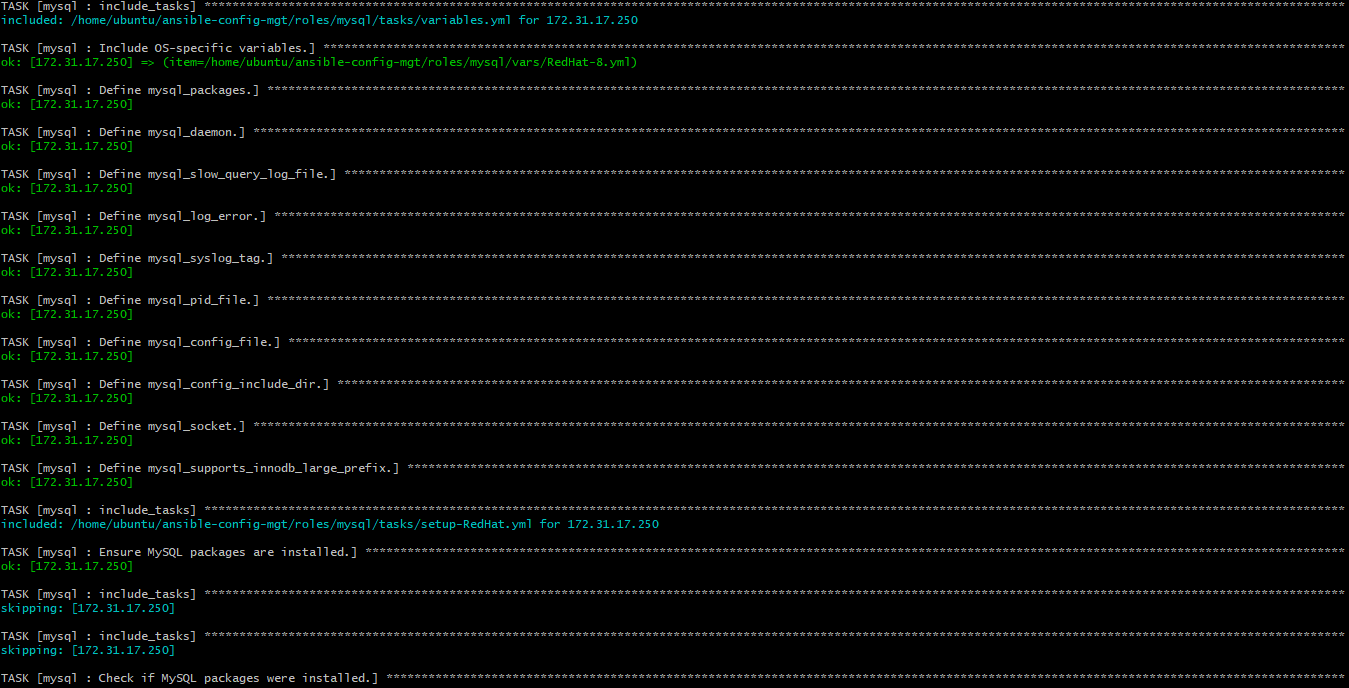 TASK [mysql : include_tasks] ******************************************************************************************************************************************************************
included: /home/ubuntu/ansible-config-mgt/roles/mysql/tasks/variables.yml for 172.31.17.250
TASK [mysql : Include OS-specific variables.] *************************************************************************************************************************************************
ok: [172.31.17.250] => (item=/home/ubuntu/ansible-config-mgt/roles/mysql/vars/RedHat-8.yml)
TASK [mysql : Define mysql_packages.] *********************************************************************************************************************************************************
ok: [172.31.17.250]
TASK [mysql : Define mysql_daemon.] ***********************************************************************************************************************************************************
ok: [172.31.17.250]
TASK [mysql : Define mysql_slow_query_log_file.] **********************************************************************************************************************************************
ok: [172.31.17.250]
TASK [mysql : Define mysql_log_error.] ********************************************************************************************************************************************************
ok: [172.31.17.250]
TASK [mysql : Define mysql_syslog_tag.] *******************************************************************************************************************************************************
ok: [172.31.17.250]
TASK [mysql : Define mysql_pid_file.] *********************************************************************************************************************************************************
ok: [172.31.17.250]
TASK [mysql : Define mysql_config_file.] ******************************************************************************************************************************************************
ok: [172.31.17.250]
TASK [mysql : Define mysql_config_include_dir.] ***********************************************************************************************************************************************
ok: [172.31.17.250]
TASK [mysql : Define mysql_socket.] ***********************************************************************************************************************************************************
ok: [172.31.17.250]
TASK [mysql : Define mysql_supports_innodb_large_prefix.] *************************************************************************************************************************************
ok: [172.31.17.250]
TASK [mysql : include_tasks] ******************************************************************************************************************************************************************
included: /home/ubuntu/ansible-config-mgt/roles/mysql/tasks/setup-RedHat.yml for 172.31.17.250
TASK [mysql : Ensure MySQL packages are installed.] *******************************************************************************************************************************************
ok: [172.31.17.250]
TASK [mysql : include_tasks] ******************************************************************************************************************************************************************
skipping: [172.31.17.250]
TASK [mysql : include_tasks] ******************************************************************************************************************************************************************
skipping: [172.31.17.250]
TASK [mysql : Check if MySQL packages were installed.] ****************************************************************************************************************************************